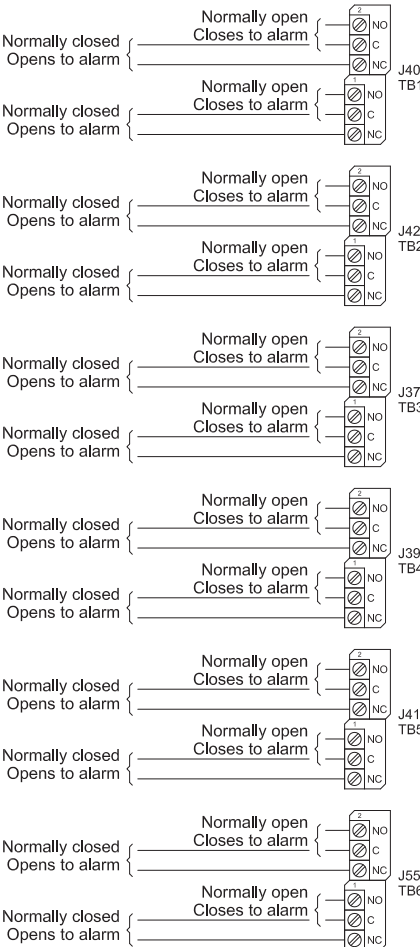 2
Normally open
Closes to alarm
NO
Normally closed
Opens to alarm
C
NC
J40
TB1
1
Normally open
Closes to alarm
NO
Normally closed
Opens to alarm
C
NC
2
Normally open
Closes to alarm
NO
Normally closed
Opens to alarm
C
NC
J42
TB2
1
Normally open
Closes to alarm
NO
Normally closed
Opens to alarm
C
NC
2
Normally open
Closes to alarm
NO
Normally closed
Opens to alarm
C
NC
J37
TB3
1
Normally open
Closes to alarm
NO
Normally closed
Opens to alarm
C
NC
2
Normally open
Closes to alarm
NO
Normally closed
Opens to alarm
C
NC
J39
TB4
1
Normally open
Closes to alarm
NO
Normally closed
Opens to alarm
C
NC
2
Normally open
Closes to alarm
NO
Normally closed
Opens to alarm
C
NC
J41
TB5
1
Normally open
Closes to alarm
NO
Normally closed
Opens to alarm
C
NC
2
Normally open
Closes to alarm
NO
Normally closed
Opens to alarm
C
NC
J55
TB6
1
Normally open
Closes to alarm
NO
Normally closed
Opens to alarm
C
NC